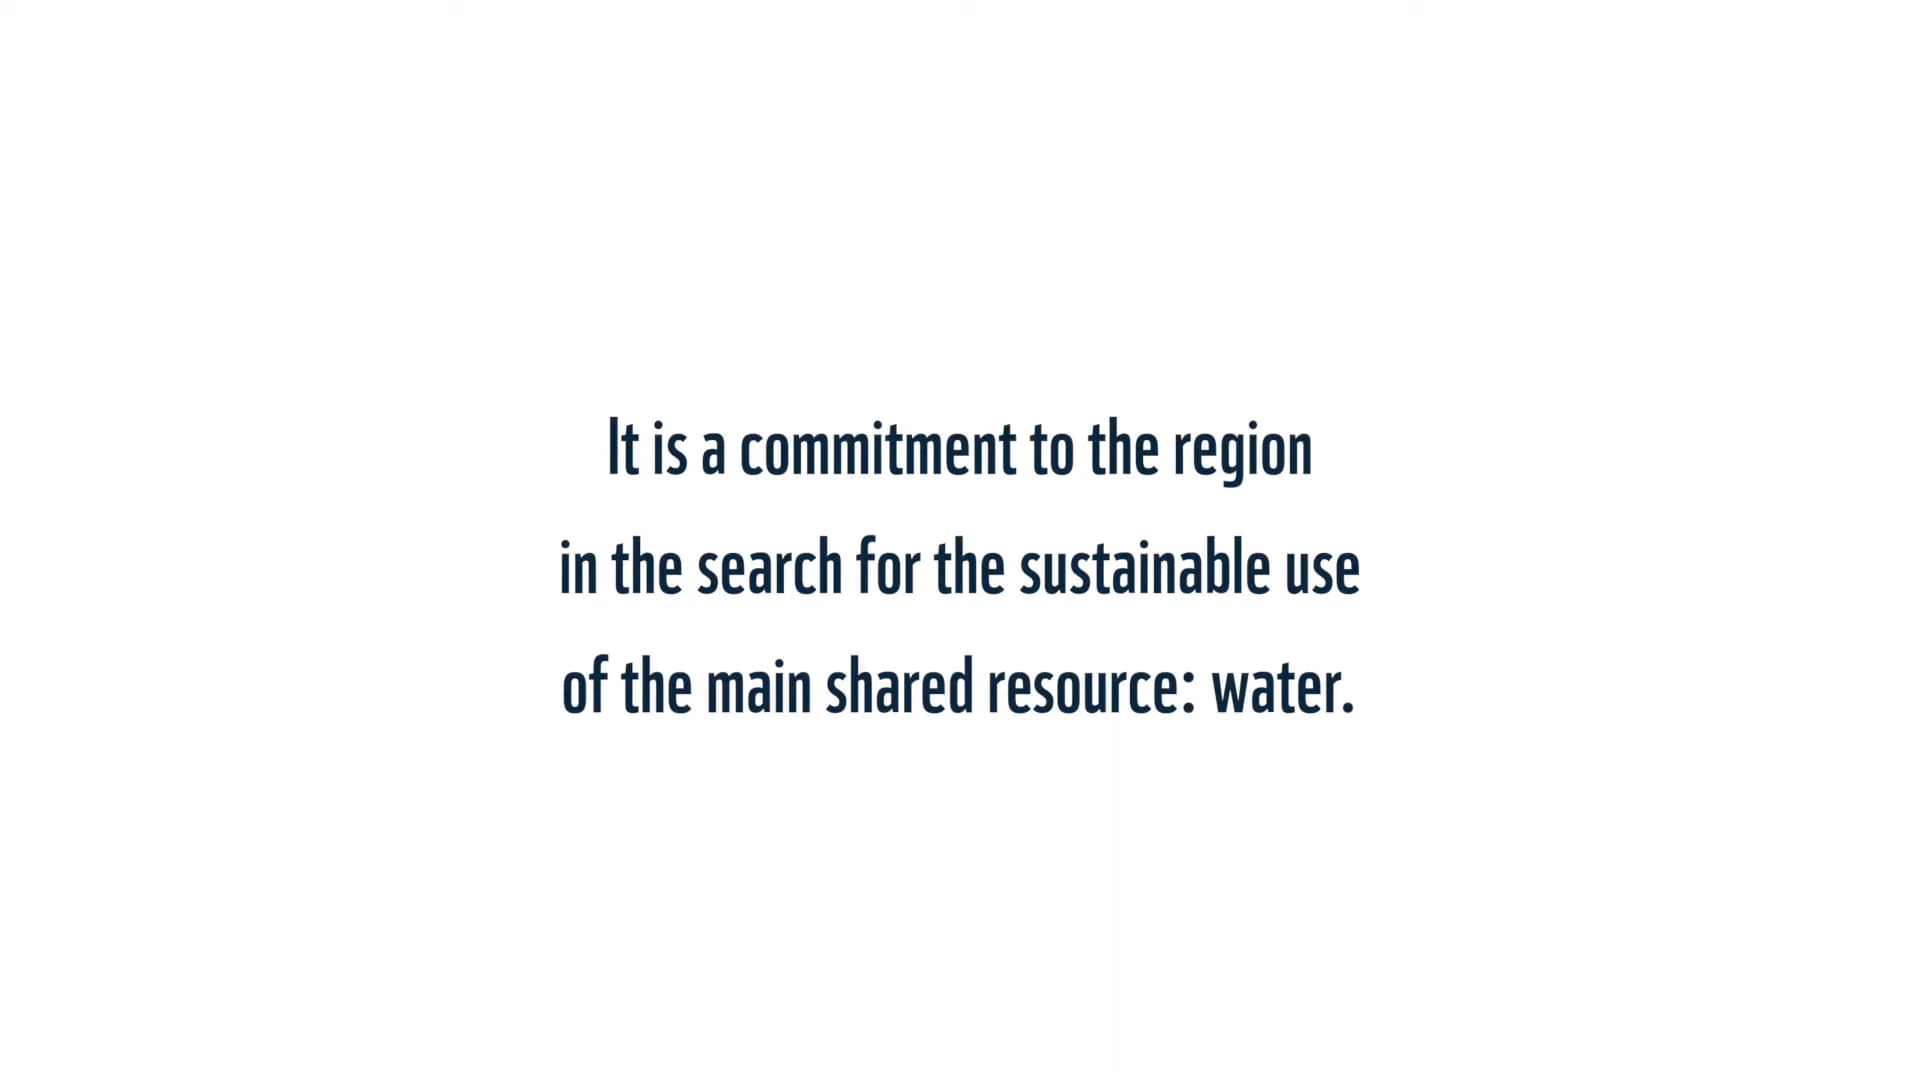 It is a commitment to the region
in the search for the sustainable use
of the main shared resource: water.